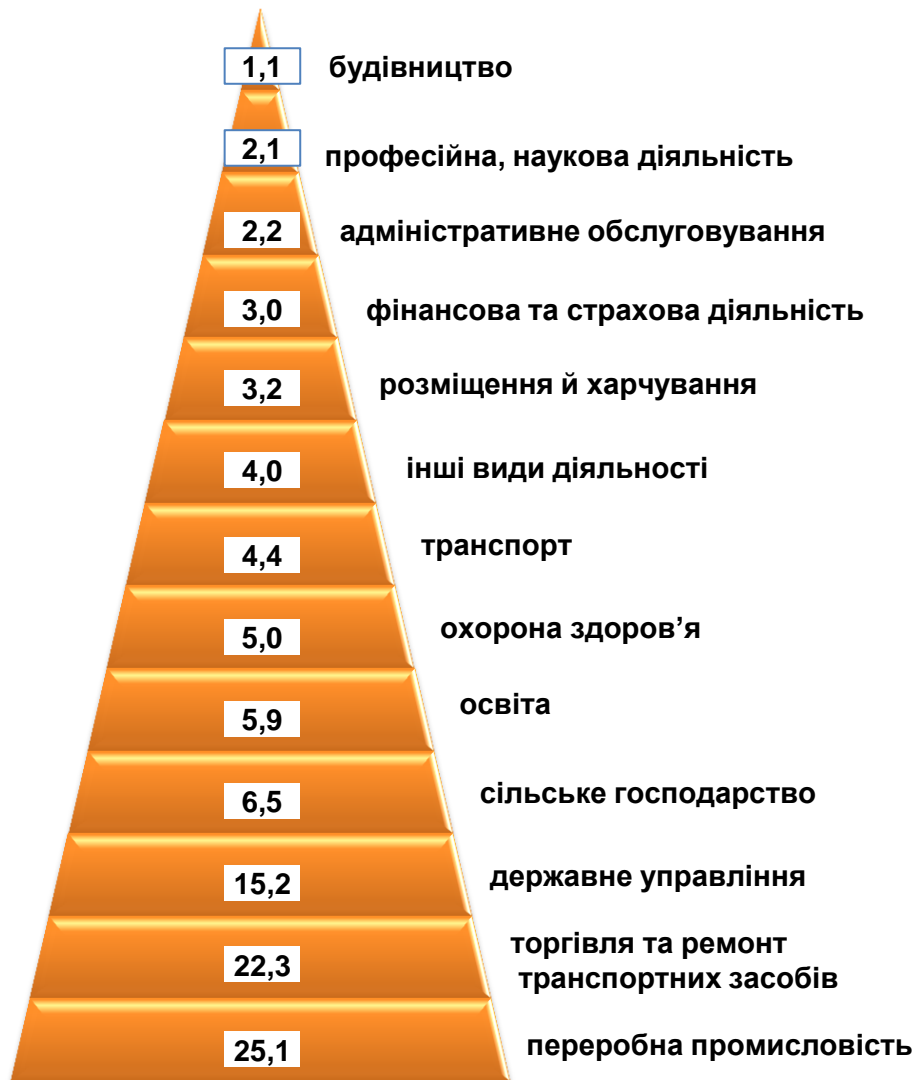 1,1 будівництво
2,1 професійна, наукова діяльність
2,2 адміністративне обслуговування
3,0 фінансова та страхова діяльність
3,2 розміщення й харчування
4,0 інші види діяльності
4,4 транспорт
5,0 охорона здоров’я
5,9 освіта
6,5 сільське господарство
15,2 державне управління
22,3 торгівля та ремонт
транспортних засобів
25,1 переробна промисловість